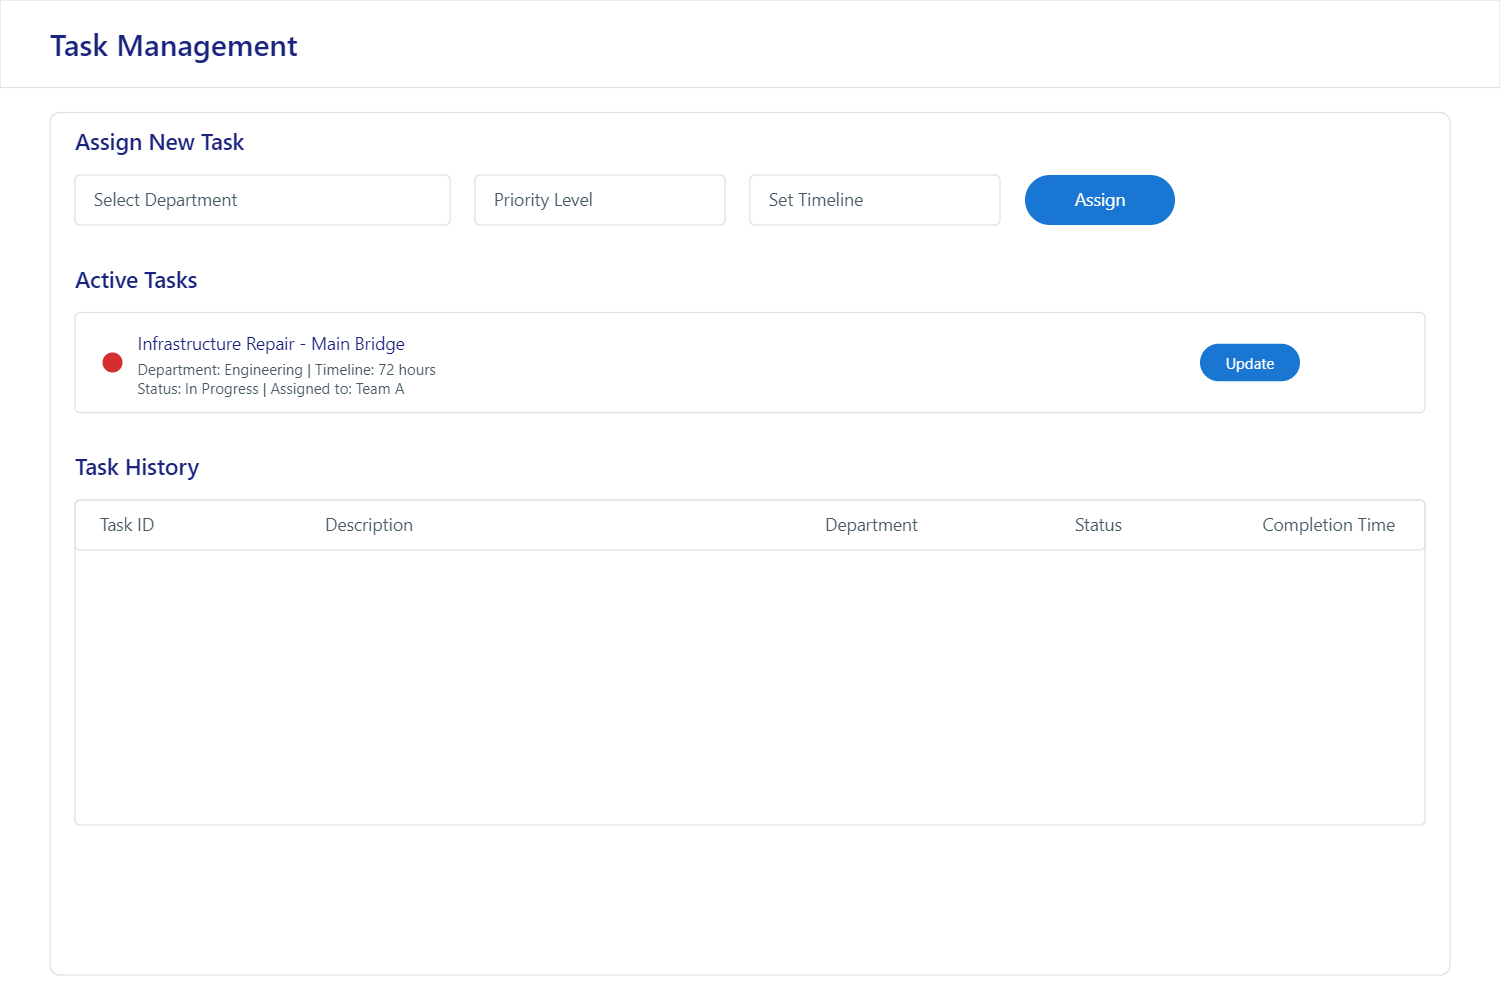 Task Management
Assign New Task
Select Department
Priority Level
Set Timeline
Assign
Active Tasks
Infrastructure Repair - Main Bridge
Department: Engineering | Timeline: 72 hours
Status: In Progress | Assigned to: Team A
Update
Task History
Task ID
Description
Department
Status
Completion Time